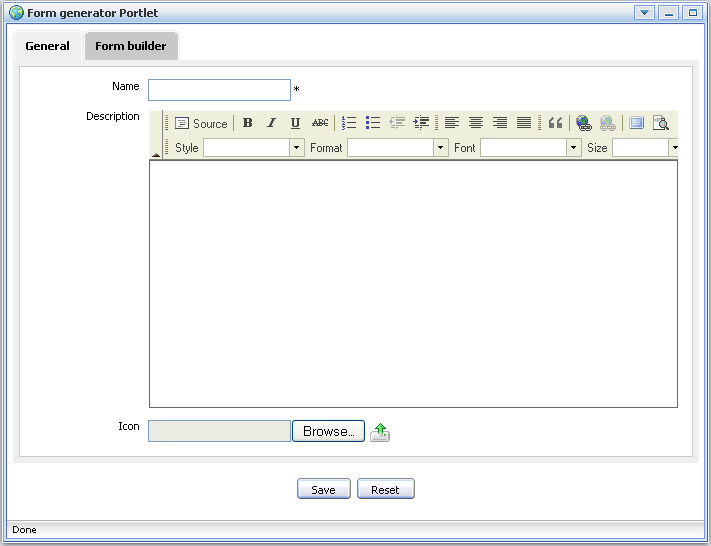 Form generator Portlet
General Form builder
Name *
Description
Source B I U ABC
Style Format Font Size
Icon Browse...
Save Reset
Done